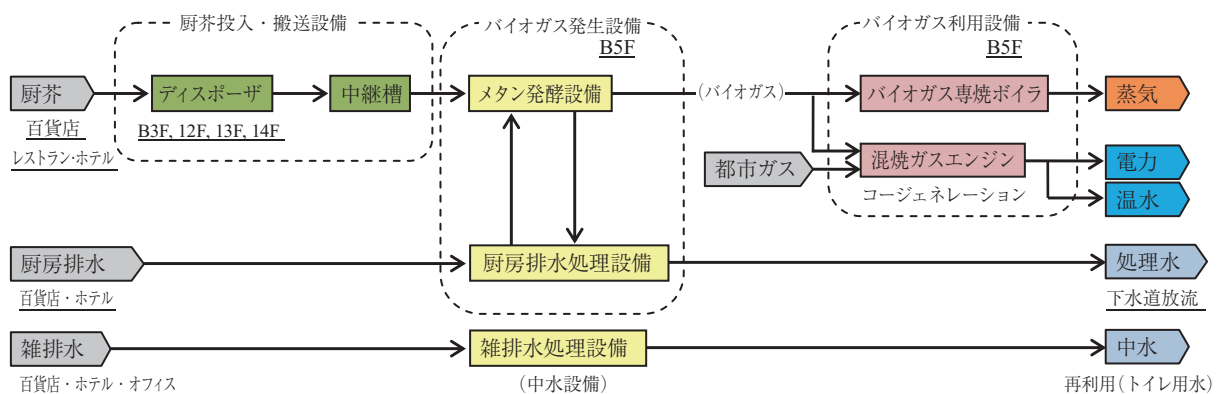 厨芥投入・搬送設備
バイオガス発生設備
B5F
バイオガス利用設備
B5F
厨芥
ディスポーザ
中継槽
メタン発酵設備
(バイオガス)
バイオガス専焼ボイラ
蒸気
百貨店
レストラン・ホテル
B3F, 12F, 13F, 14F
都市ガス
混焼ガスエンジン
コージェネレーション
電力
温水
厨房排水
厨房排水処理設備
処理水
百貨店・ホテル
下水道放流
雑排水
雑排水処理設備
中水
百貨店・ホテル・オフィス
(中水設備)
再利用(トイレ用水)